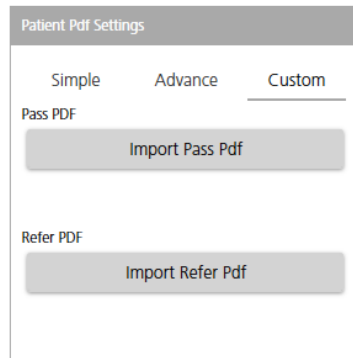 Patient Pdf Settings
Simple Advance Custom
Pass PDF
Import Pass Pdf
Refer PDF
Import Refer Pdf